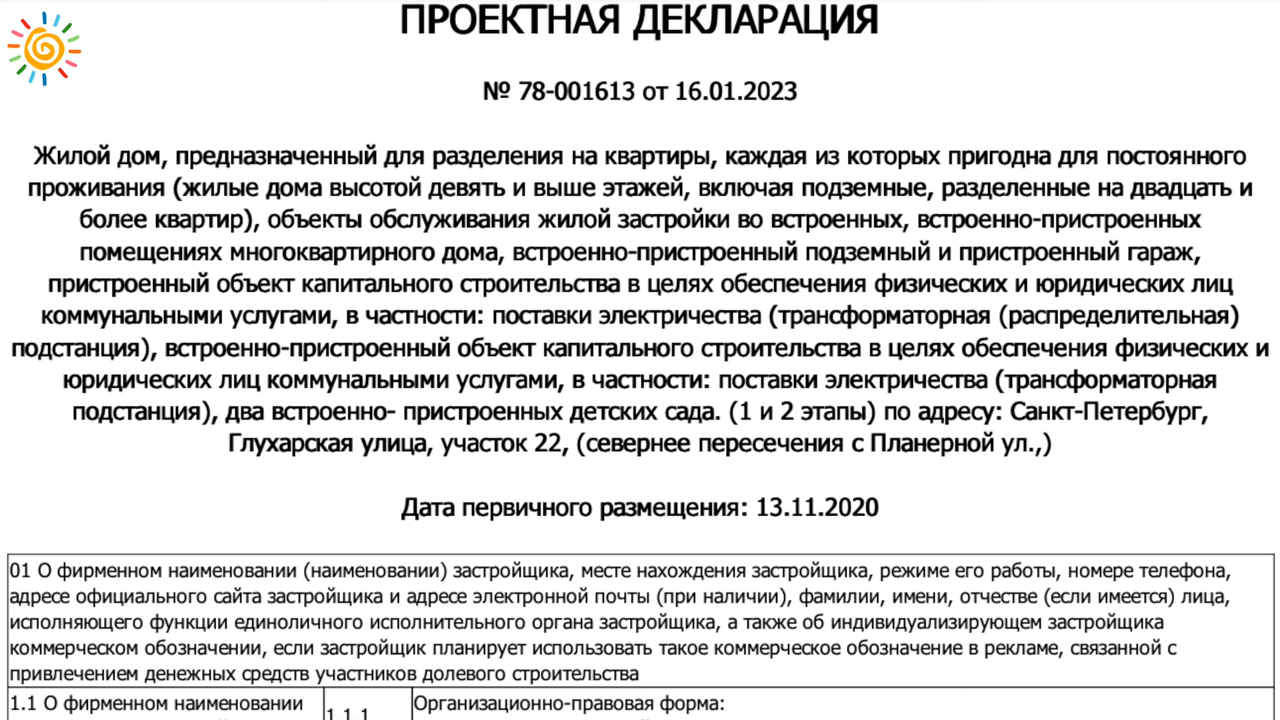 ПРОЕКТНАЯ ДЕКЛАРАЦИЯ
№ 78-001613 от 16.01.2023
Жилой дом, предназначенный для разделения на квартиры, каждая из которых пригодна для постоянного
проживания (жилые дома высотой девять и выше этажей, включая подземные, разделенные на двадцать и
более квартир), объекты обслуживания жилой застройки во встроенных, встроенно-пристроенных
помещениях многоквартирного дома, встроенно-пристроенный подземный и пристроенный гараж,
пристроенный объект капитального строительства в целях обеспечения физических и юридических лиц
коммунальными услугами, в частности: поставки электричества (трансформаторная (распределительная)
подстанция), встроенно-пристроенный объект капитального строительства в целях обеспечения физических и
юридических лиц коммунальными услугами, в частности: поставки электричества (трансформаторная
подстанция), два встроенно- пристроенных детских сада. (1 и 2 этапы) по адресу: Санкт-Петербург,
Глухарская улица, участок 22, (севернее пересечения с Планерной ул.,)
Дата первичного размещения: 13.11.2020
01 О фирменном наименовании (наименовании) застройщика, месте нахождения застройщика, режиме его работы, номере телефона,
адресе официального сайта застройщика и адресе электронной почты (при наличии), фамилии, имени, отчестве (если имеется) лица,
исполняющего функции единоличного исполнительного органа застройщика, а также об индивидуализирующем застройщика
коммерческом обозначении, если застройщик планирует использовать такое коммерческое обозначение в рекламе, связанной с
привлечением денежных средств участников долевого строительства
1.1 О фирменном наименовании
1.1.1
Организационно-правовая форма: